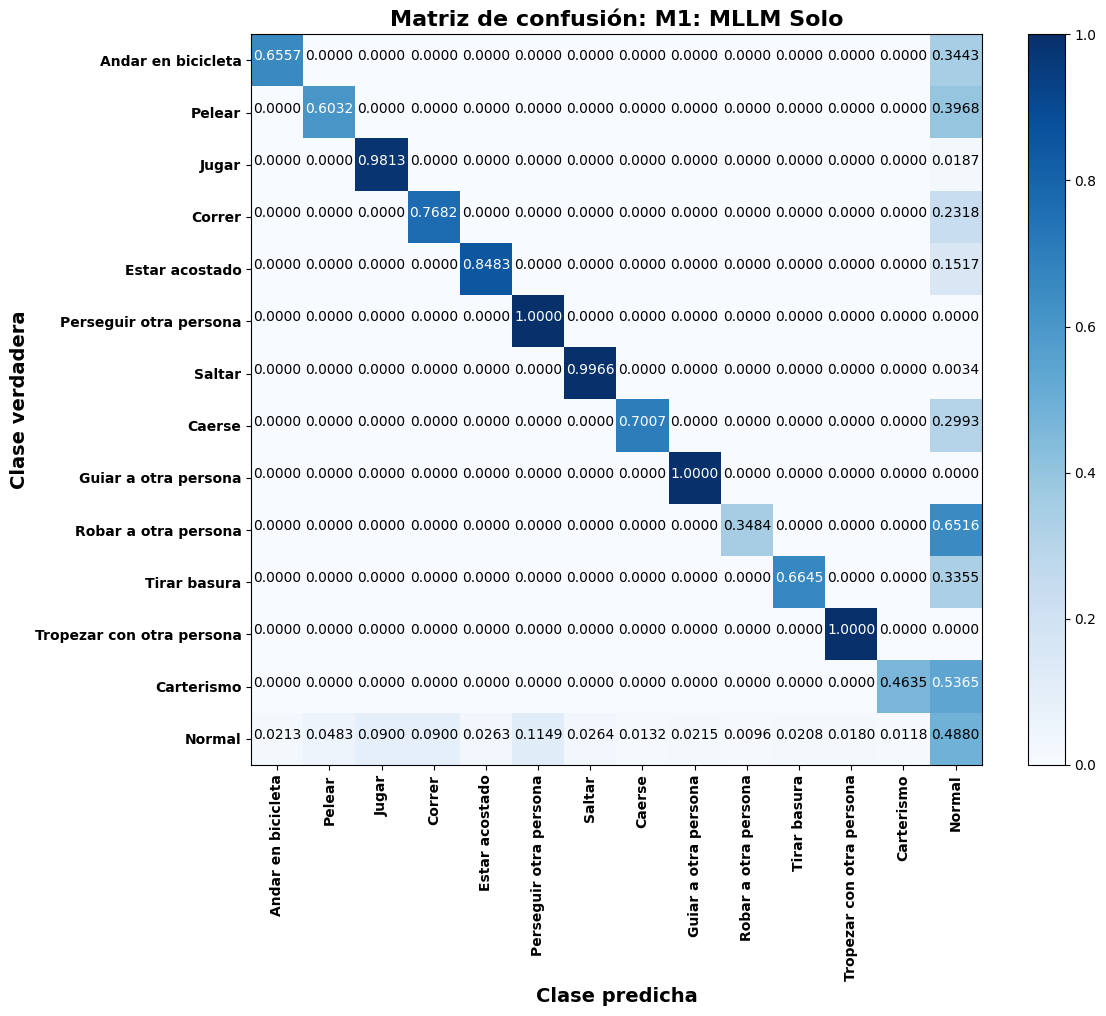 Matriz de confusión: M1: MLLM Solo
Andar en bicicleta 0.6557 0.0000 0.0000 0.0000 0.0000 0.0000 0.0000 0.0000 0.0000 0.0000 0.0000 0.0000 0.0000 0.3443
Pelear 0.0000 0.6032 0.0000 0.0000 0.0000 0.0000 0.0000 0.0000 0.0000 0.0000 0.0000 0.0000 0.0000 0.3968
Jugar 0.0000 0.0000 0.9813 0.0000 0.0000 0.0000 0.0000 0.0000 0.0000 0.0000 0.0000 0.0000 0.0000 0.0187
Correr 0.0000 0.0000 0.0000 0.7682 0.0000 0.0000 0.0000 0.0000 0.0000 0.0000 0.0000 0.0000 0.0000 0.2318
Estar acostado 0.0000 0.0000 0.0000 0.0000 0.8483 0.0000 0.0000 0.0000 0.0000 0.0000 0.0000 0.0000 0.0000 0.1517
Perseguir otra persona 0.0000 0.0000 0.0000 0.0000 0.0000 1.0000 0.0000 0.0000 0.0000 0.0000 0.0000 0.0000 0.0000 0.0000
Saltar 0.0000 0.0000 0.0000 0.0000 0.0000 0.0000 0.9966 0.0000 0.0000 0.0000 0.0000 0.0000 0.0000 0.0034
Caerse 0.0000 0.0000 0.0000 0.0000 0.0000 0.0000 0.0000 0.7007 0.0000 0.0000 0.0000 0.0000 0.0000 0.2993
Guiar a otra persona 0.0000 0.0000 0.0000 0.0000 0.0000 0.0000 0.0000 0.0000 1.0000 0.0000 0.0000 0.0000 0.0000 0.0000
Robar a otra persona 0.0000 0.0000 0.0000 0.0000 0.0000 0.0000 0.0000 0.0000 0.0000 0.3484 0.0000 0.0000 0.0000 0.6516
Tirar basura 0.0000 0.0000 0.0000 0.0000 0.0000 0.0000 0.0000 0.0000 0.0000 0.0000 0.6645 0.0000 0.0000 0.3355
Tropezar con otra persona 0.0000 0.0000 0.0000 0.0000 0.0000 0.0000 0.0000 0.0000 0.0000 0.0000 0.0000 1.0000 0.0000 0.0000
Carterismo 0.0000 0.0000 0.0000 0.0000 0.0000 0.0000 0.0000 0.0000 0.0000 0.0000 0.0000 0.0000 0.4635 0.5365
Normal 0.0213 0.0483 0.0900 0.0900 0.0263 0.1149 0.0264 0.0132 0.0215 0.0096 0.0208 0.0180 0.0118 0.4880
Clase verdadera
Andar en bicicleta
Pelear
Jugar
Correr
Estar acostado
Perseguir otra persona
Saltar
Caerse
Guiar a otra persona
Robar a otra persona
Tirar basura
Tropezar con otra persona
Carterismo
Normal
Clase predicha
1.0
0.8
0.6
0.4
0.2
0.0